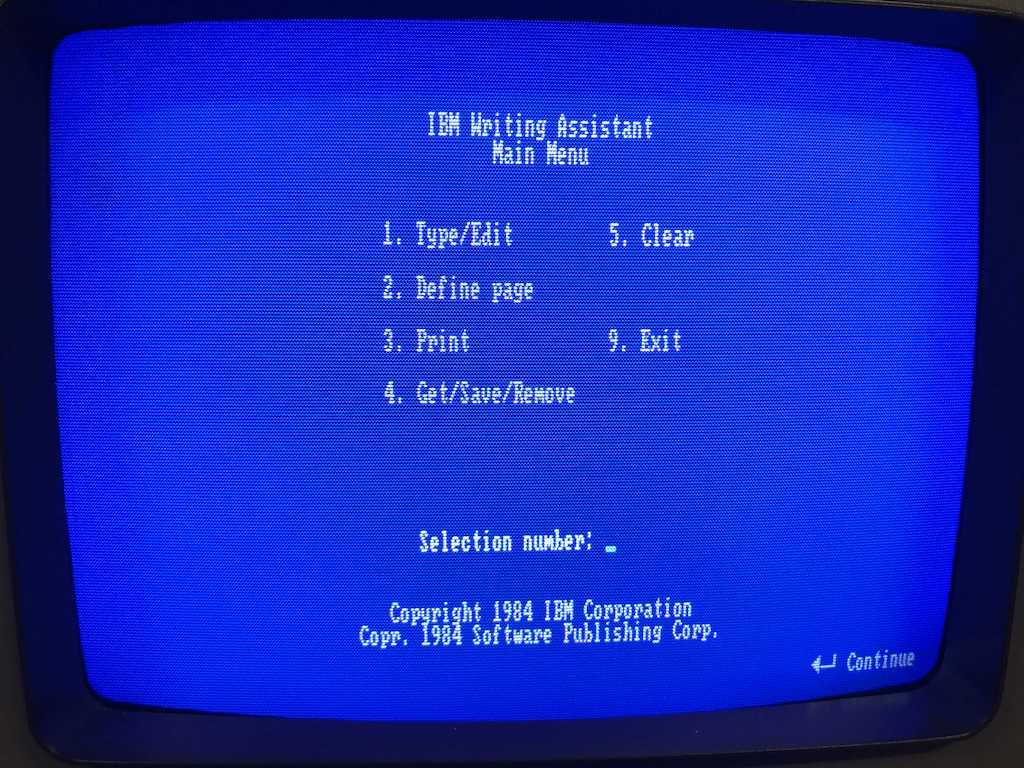 IBM Writing Assistant
Main Menu
1. Type/Edit 5. Clear
2. Define page
3. Print 9. Exit
4. Get/Save/Remove
Selection number: _
Copyright 1984 IBM Corporation
Copr. 1984 Software Publishing Corp.
↵ Continue